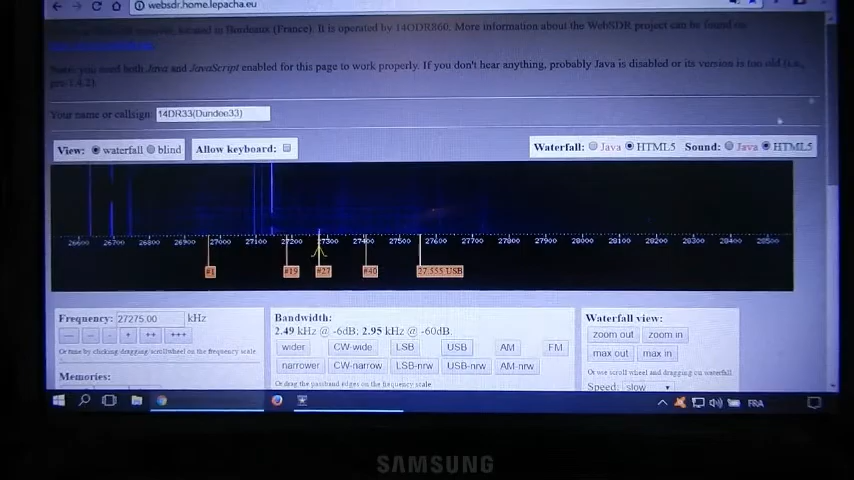 websdr.home.lepacha.eu
located in Bordeaux (France). It is operated by 14ODR860. More information about the WebSDR project can be found on
Note: you need both Java and JavaScript enabled for this page to work properly. If you don't hear anything, probably Java is disabled or its version is too old (i.e.,
pre-1.4.2).
Your name or callsign: 14DR33(Dundee33)
View: waterfall blind Allow keyboard: Waterfall: Java HTML5 Sound: Java HTML5
26600 26700 26800 26900 27000 27100 27200 27300 27400 27500 27600 27700 27800 27900 28000 28100 28200 28300 28400 28500
#1 #19 #27 #40 27.555 USB
Frequency: 27275.00 kHz
--- -- - + ++ +++
Or tune by clicking/dragging/scrollwheel on the frequency scale.
Memories:
Bandwidth:
2.49 kHz @ -6dB; 2.95 kHz @ -60dB.
wider CW-wide LSB USB AM FM
narrower CW-narrow LSB-nrw USB-nrw AM-nrw
Or drag the passband edges on the frequency scale.
Waterfall view:
zoom out zoom in
max out max in
Or use scroll wheel and dragging on waterfall.
Speed: slow
FRA
SAMSUNG